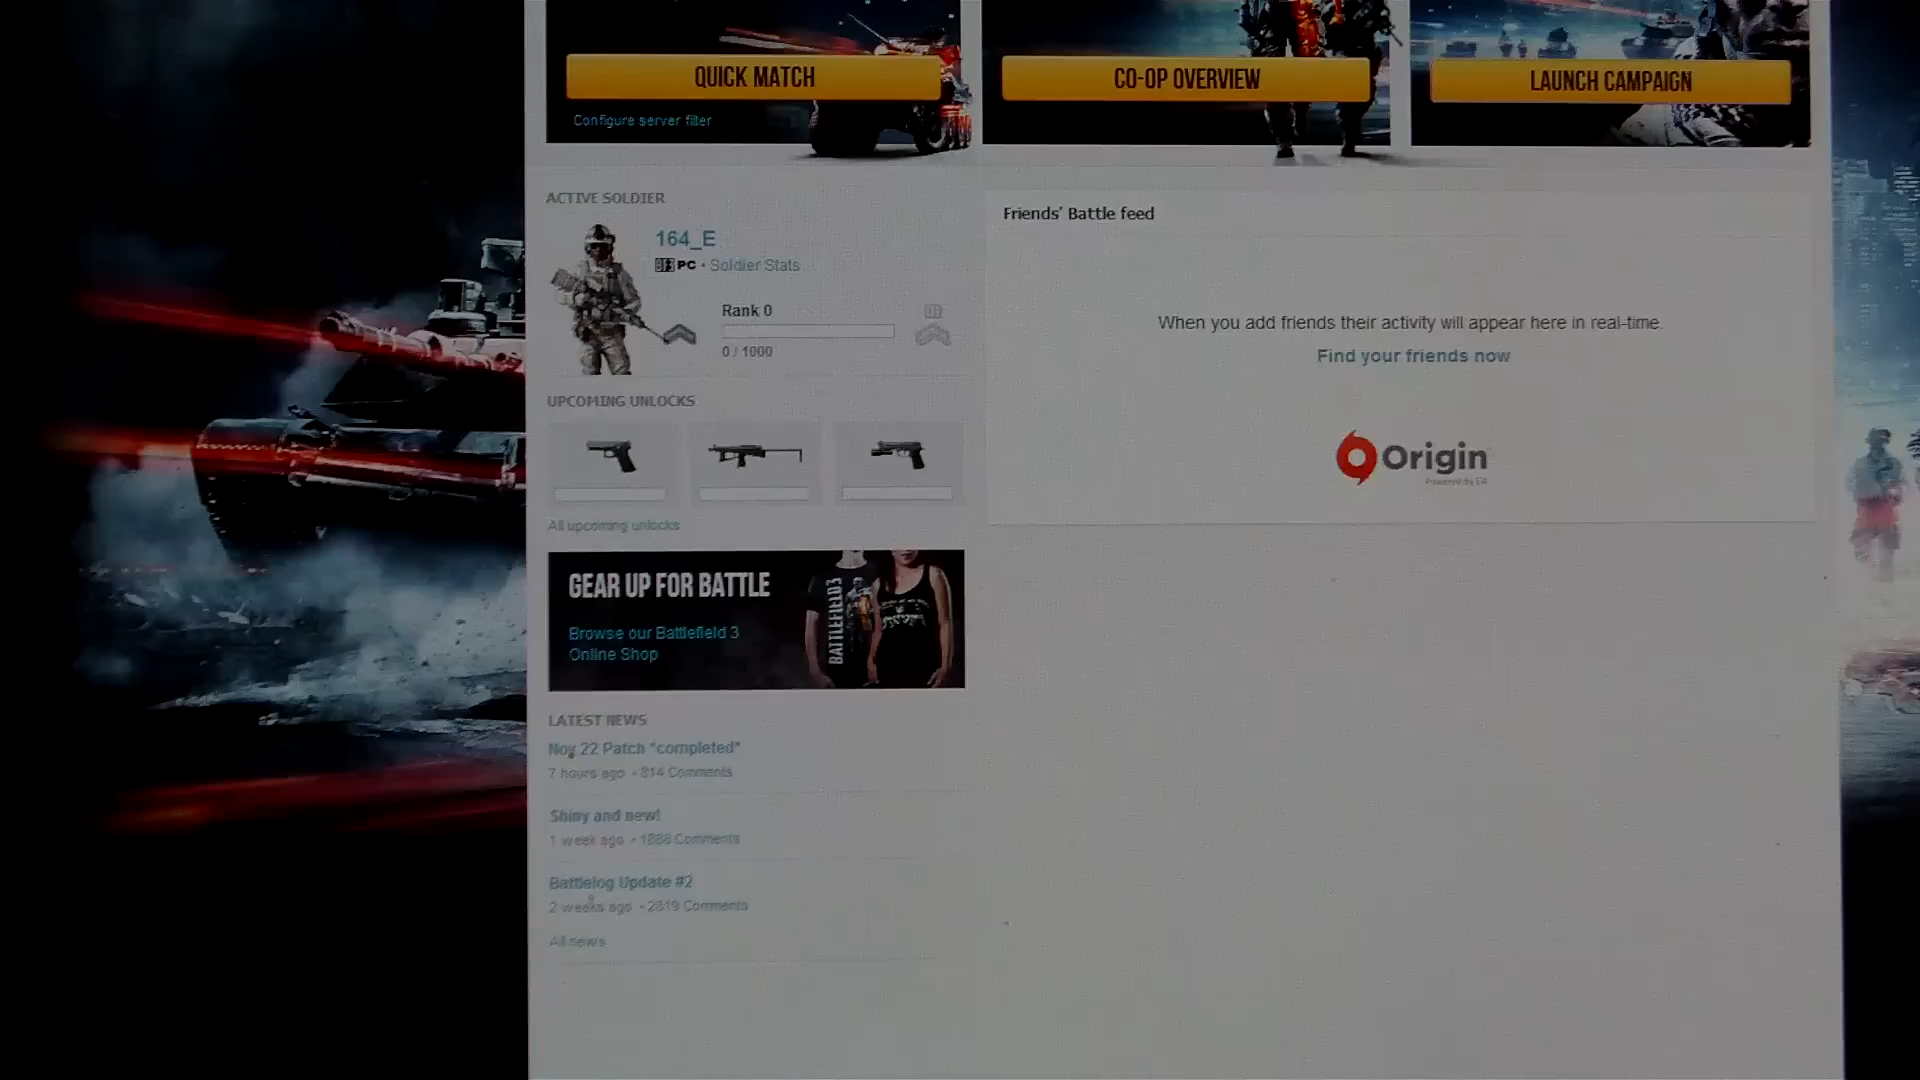 QUICK MATCH
Configure server filter
CO-OP OVERVIEW
LAUNCH CAMPAIGN
ACTIVE SOLDIER
164_E
PC • Soldier Stats
Rank 0
0 / 1000
UPCOMING UNLOCKS
All upcoming unlocks
GEAR UP FOR BATTLE
Browse our Battlefield 3
Online Shop
BATTLEFIELD 3
LATEST NEWS
Nov 22 Patch *completed*
7 hours ago • 814 Comments
Shiny and new!
1 week ago • 1888 Comments
Battlelog Update #2
2 weeks ago • 2819 Comments
All news
Friends' Battle feed
When you add friends their activity will appear here in real-time.
Find your friends now
Origin
Powered by EA